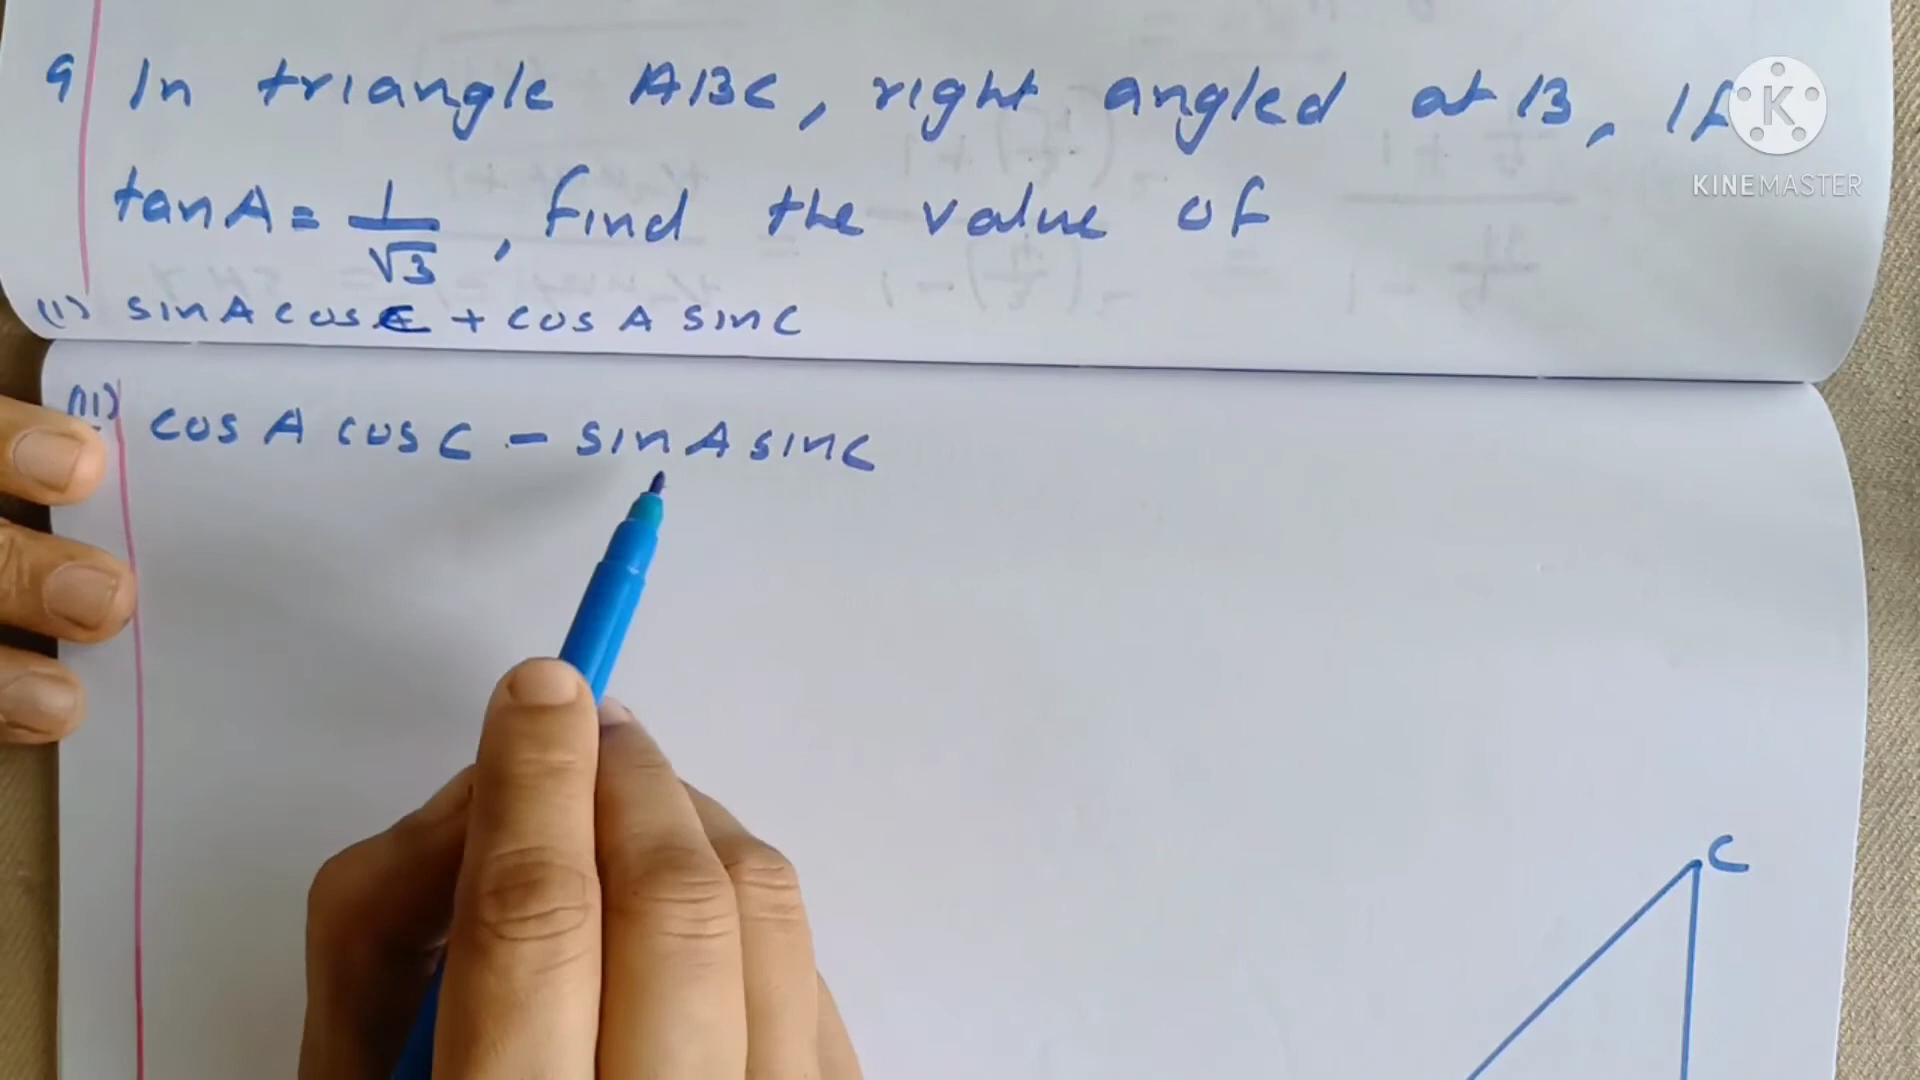 9 In triangle ABC, right angled at B, If
KINEMASTER
tanA = 1/√3, find the value of
(i) sinA cosC + cosA sinC
(ii) cosA cosC - sinA sinC
C